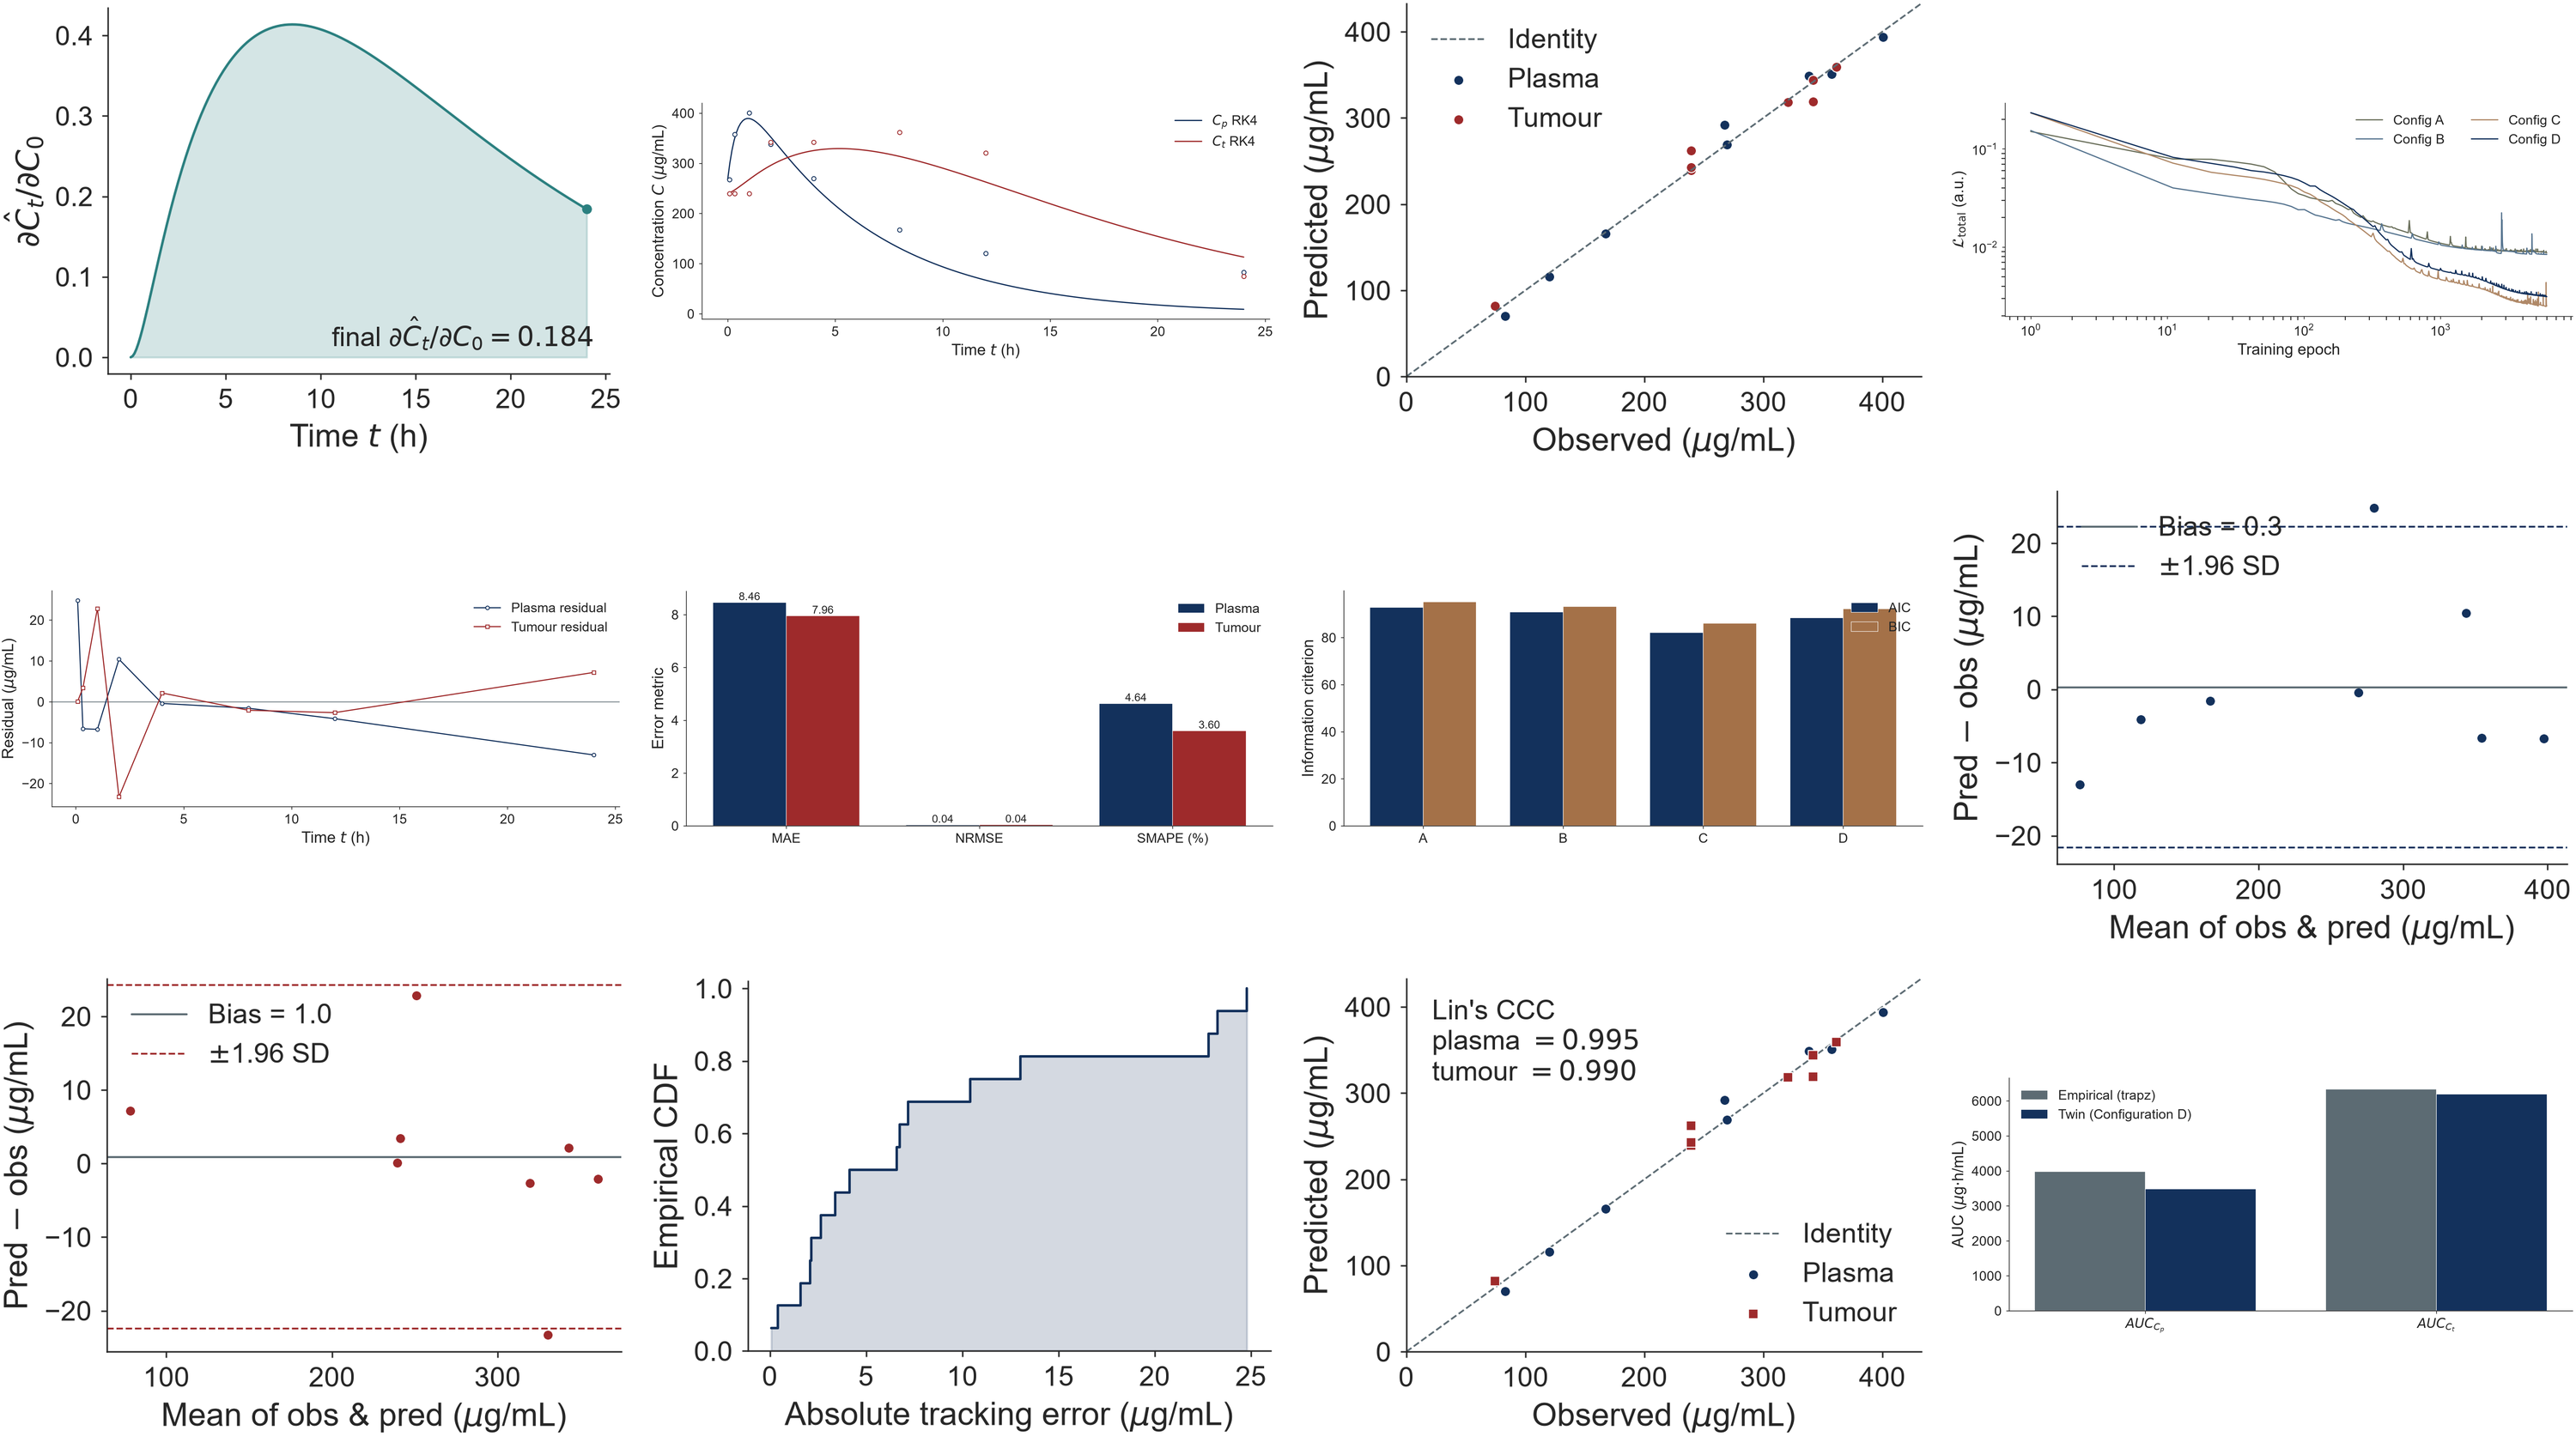 0.4
0.3
0.2
0.1
0.0
∂Ĉₜ/∂C₀
final ∂Ĉₜ/∂C₀ = 0.184
0 5 10 15 20 25
Time t (h)
400
300
200
100
0
Concentration C (μg/mL)
Cₚ RK4
Cₜ RK4
0 5 10 15 20 25
Time t (h)
400
300
200
100
0
Predicted (μg/mL)
Identity
Plasma
Tumour
0 100 200 300 400
Observed (μg/mL)
10⁻¹
10⁻²
ℒtotal (a.u.)
Config A Config C
Config B Config D
10⁰ 10¹ 10² 10³
Training epoch
20
10
0
−10
−20
Residual (μg/mL)
Plasma residual
Tumour residual
0 5 10 15 20 25
Time t (h)
8
6
4
2
0
Error metric
8.46
7.96
0.04 0.04
4.64
3.60
Plasma
Tumour
MAE NRMSE SMAPE (%)
80
60
40
20
0
Information criterion
AIC
BIC
A B C D
20
10
0
−10
−20
Pred − obs (μg/mL)
Bias = 0.3
±1.96 SD
100 200 300 400
Mean of obs & pred (μg/mL)
20
10
0
−10
−20
Pred − obs (μg/mL)
Bias = 1.0
±1.96 SD
100 200 300
Mean of obs & pred (μg/mL)
1.0
0.8
0.6
0.4
0.2
0.0
Empirical CDF
0 5 10 15 20 25
Absolute tracking error (μg/mL)
400
300
200
100
0
Predicted (μg/mL)
Lin's CCC
plasma = 0.995
tumour = 0.990
Identity
Plasma
Tumour
0 100 200 300 400
Observed (μg/mL)
6000
5000
4000
3000
2000
1000
0
AUC (μg·h/mL)
Empirical (trapz)
Twin (Configuration D)
AUC_Cₚ AUC_Cₜ